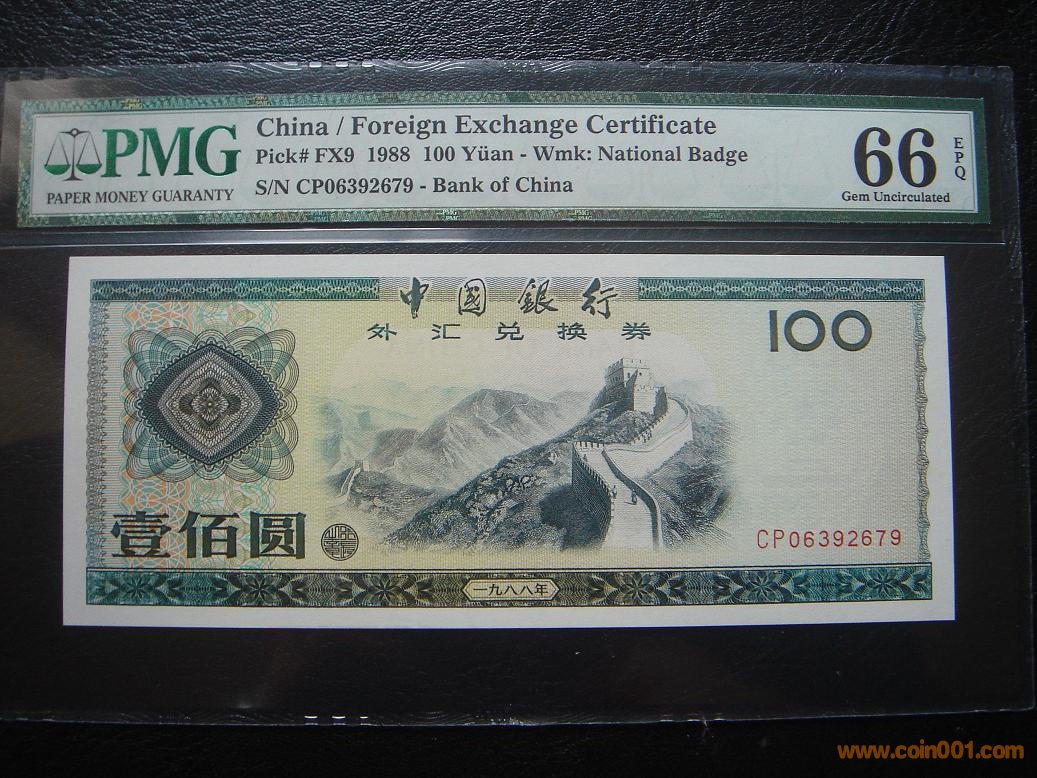 PMG
PAPER MONEY GUARANTY
China / Foreign Exchange Certificate
Pick# FX9 1988 100 Yüan - Wmk: National Badge
S/N CP06392679 - Bank of China
66
EPQ
Gem Uncirculated
中國銀行
外汇兑换券
100
壹佰圆
CP06392679
一九八八年
www.coin001.com